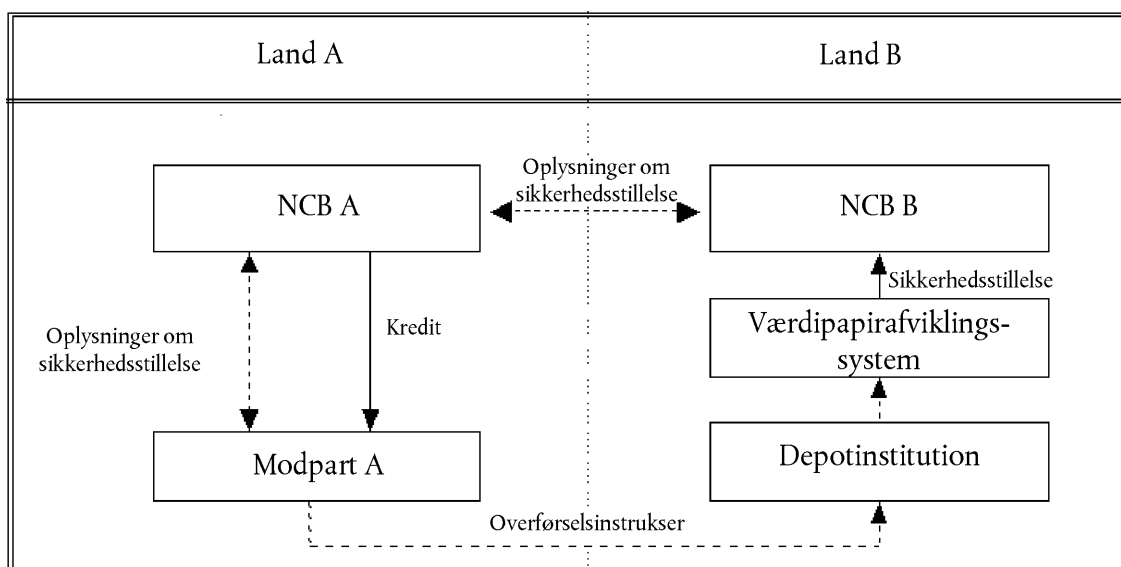 Land A
Land B
Oplysninger om
sikkerhedsstillelse
NCB A
NCB B
Sikkerhedsstillelse
Oplysninger om
sikkerhedsstillelse
Kredit
Værdipapirafviklings-
system
Modpart A
Depotinstitution
Overførselsinstrukser